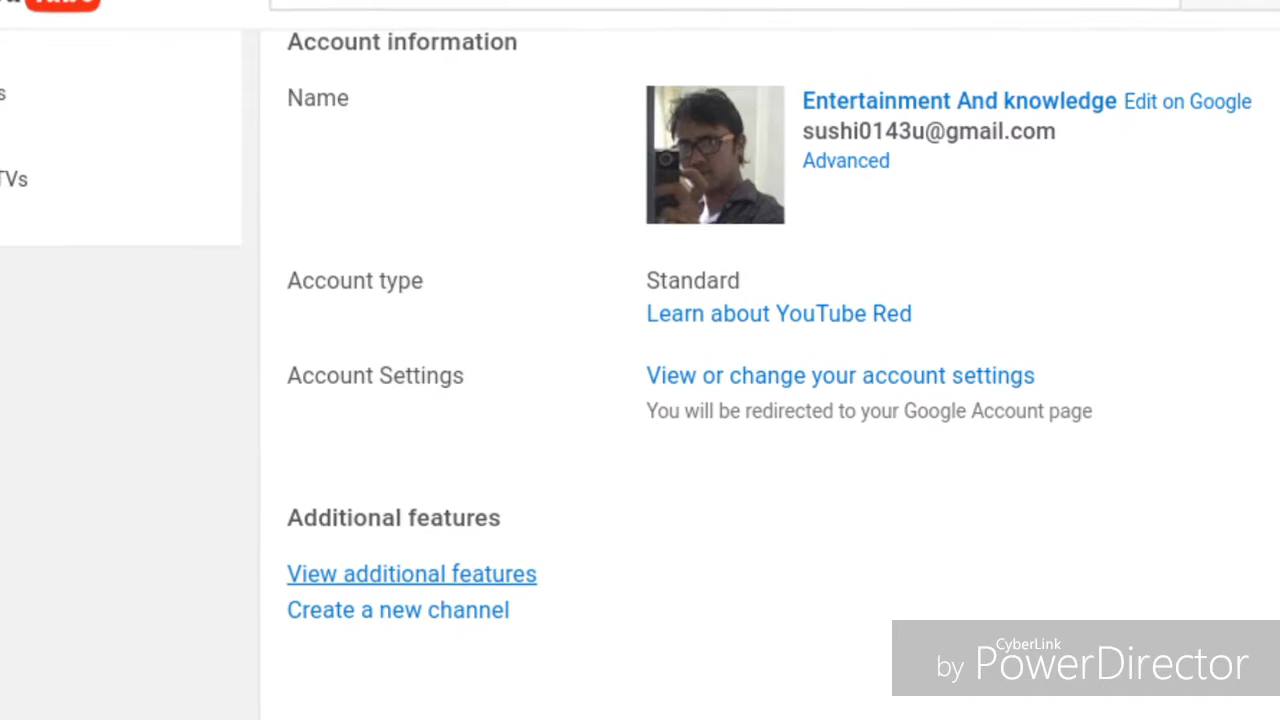 Account information
Name
Entertainment And knowledge Edit on Google
sushi0143u@gmail.com
Advanced
TVs
Account type
Standard
Learn about YouTube Red
Account Settings
View or change your account settings
You will be redirected to your Google Account page
Additional features
View additional features
Create a new channel
CyberLink
by PowerDirector